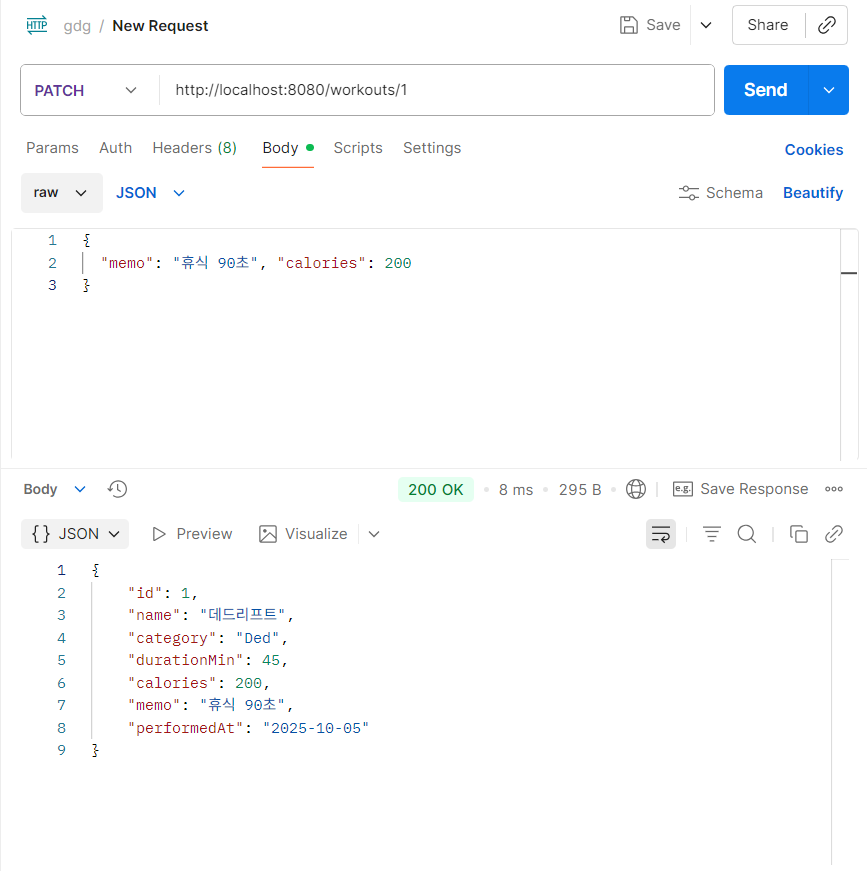 HTTP gdg / New Request Save Share
PATCH http://localhost:8080/workouts/1 Send
Params Auth Headers (8) Body Scripts Settings Cookies
raw JSON Schema Beautify
1 {
2 "memo": "휴식 90초", "calories": 200
3 }
Body 200 OK 8 ms 295 B e.g. Save Response
{} JSON Preview Visualize
1 {
2 "id": 1,
3 "name": "데드리프트",
4 "category": "Ded",
5 "durationMin": 45,
6 "calories": 200,
7 "memo": "휴식 90초",
8 "performedAt": "2025-10-05"
9 }